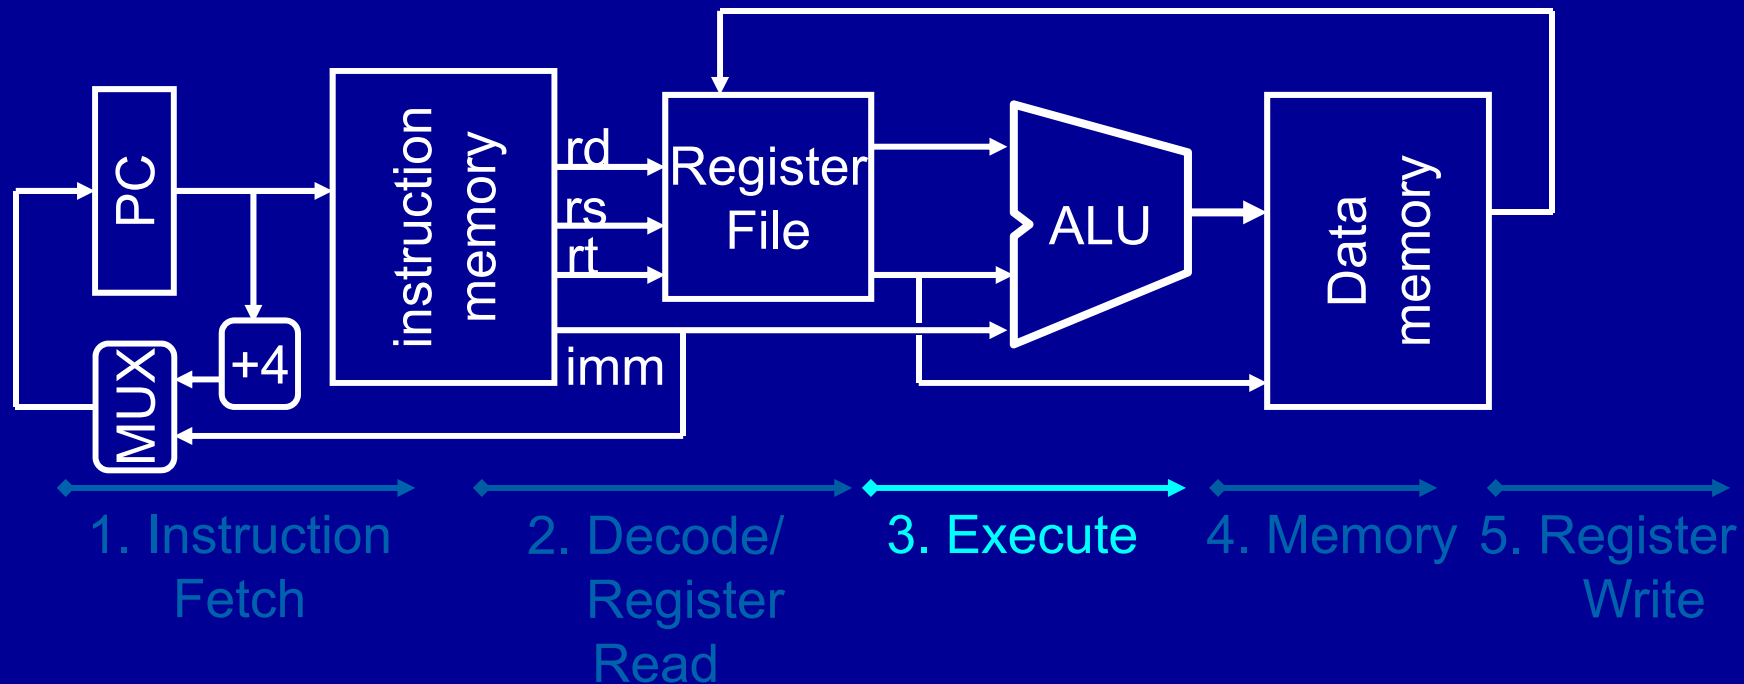 PC
instruction
memory
rd
rs
rt
imm
Register
File
ALU
Data
memory
+4
MUX
1. Instruction
Fetch
2. Decode/
Register
Read
3. Execute
4. Memory
5. Register
Write